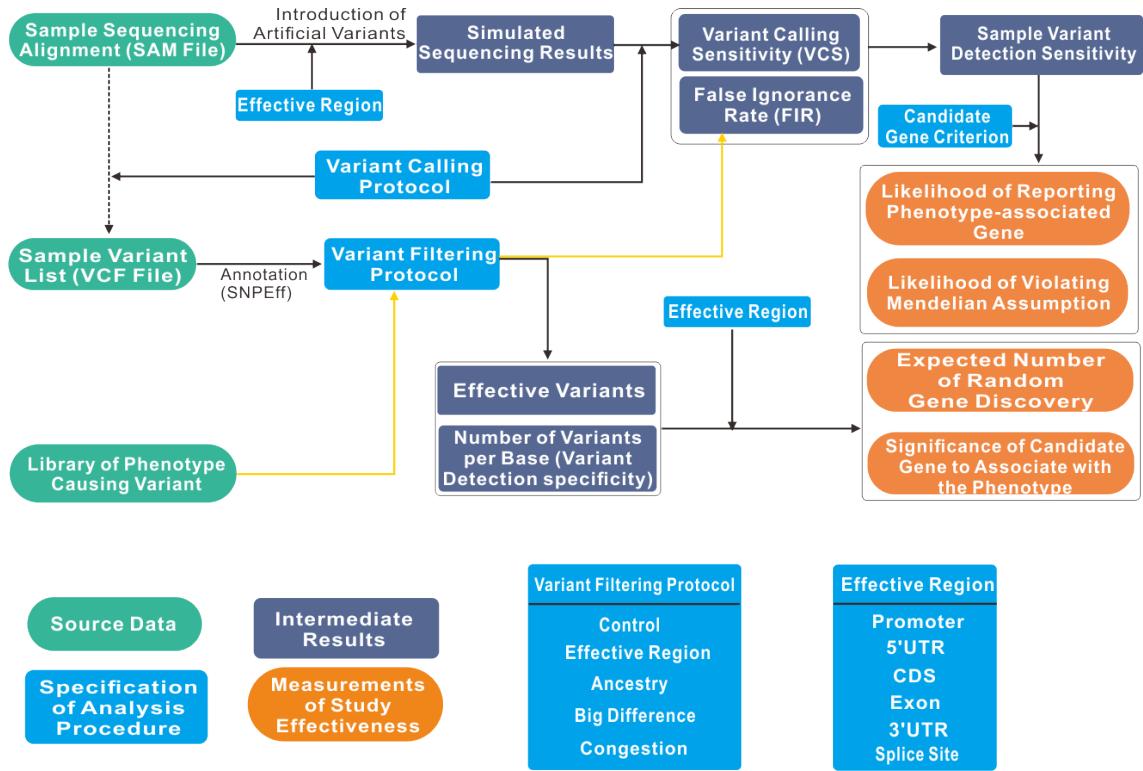 Sample Sequencing
Alignment (SAM File)
Introduction of
Artificial Variants
Simulated
Sequencing Results
Variant Calling
Sensitivity (VCS)
Sample Variant
Detection Sensitivity
Effective Region
False Ignorance
Rate (FIR)
Candidate
Gene Criterion
Variant Calling
Protocol
Likelihood of Reporting
Phenotype-associated
Gene
Sample Variant
List (VCF File)
Annotation
(SNPEff)
Variant Filtering
Protocol
Likelihood of Violating
Mendelian Assumption
Effective Region
Effective Variants
Expected Number
of Random
Gene Discovery
Number of Variants
per Base (Variant
Detection specificity)
Significance of Candidate
Gene to Associate with
the Phenotype
Library of Phenotype
Causing Variant
Source Data
Intermediate
Results
Specification
of Analysis
Procedure
Measurements
of Study
Effectiveness
Variant Filtering Protocol
Control
Effective Region
Ancestry
Big Difference
Congestion
Effective Region
Promoter
5'UTR
CDS
Exon
3'UTR
Splice Site